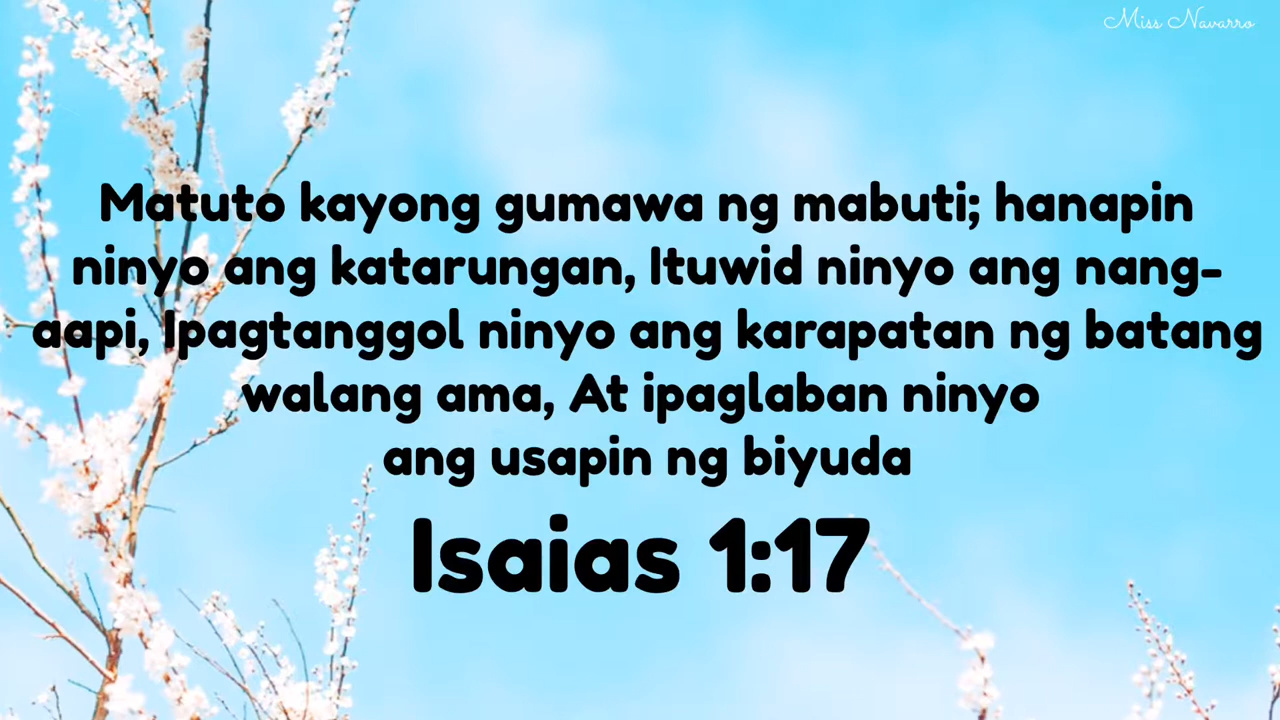 Miss Navarro
Matuto kayong gumawa ng mabuti; hanapin
ninyo ang katarungan, Ituwid ninyo ang nang-
aapi, Ipagtanggol ninyo ang karapatan ng batang
walang ama, At ipaglaban ninyo
ang usapin ng biyuda
Isaias 1:17